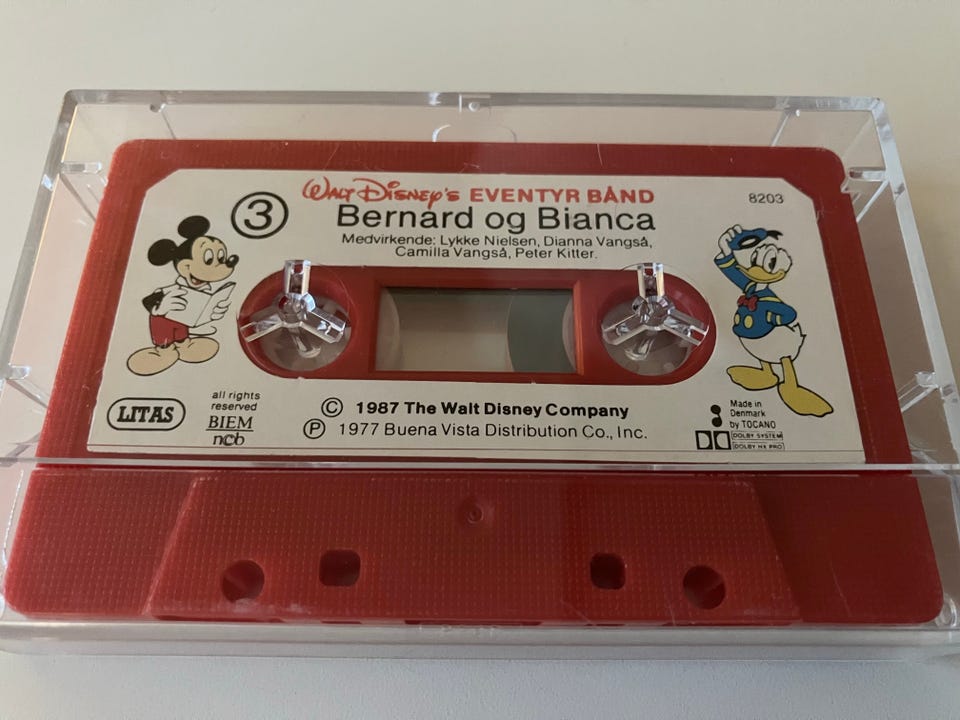 3
WALT DISNEY'S EVENTYR BÅND
8203
Bernard og Bianca
Medvirkende: Lykke Nielsen, Dianna Vangså,
Camilla Vangså, Peter Kitter.
LITAS
all rights
reserved
BIEM
ncb
© 1987 The Walt Disney Company
Ⓟ 1977 Buena Vista Distribution Co., Inc.
Made in
Denmark
by TOCANO
DOLBY SYSTEM
DOLBY HX PRO